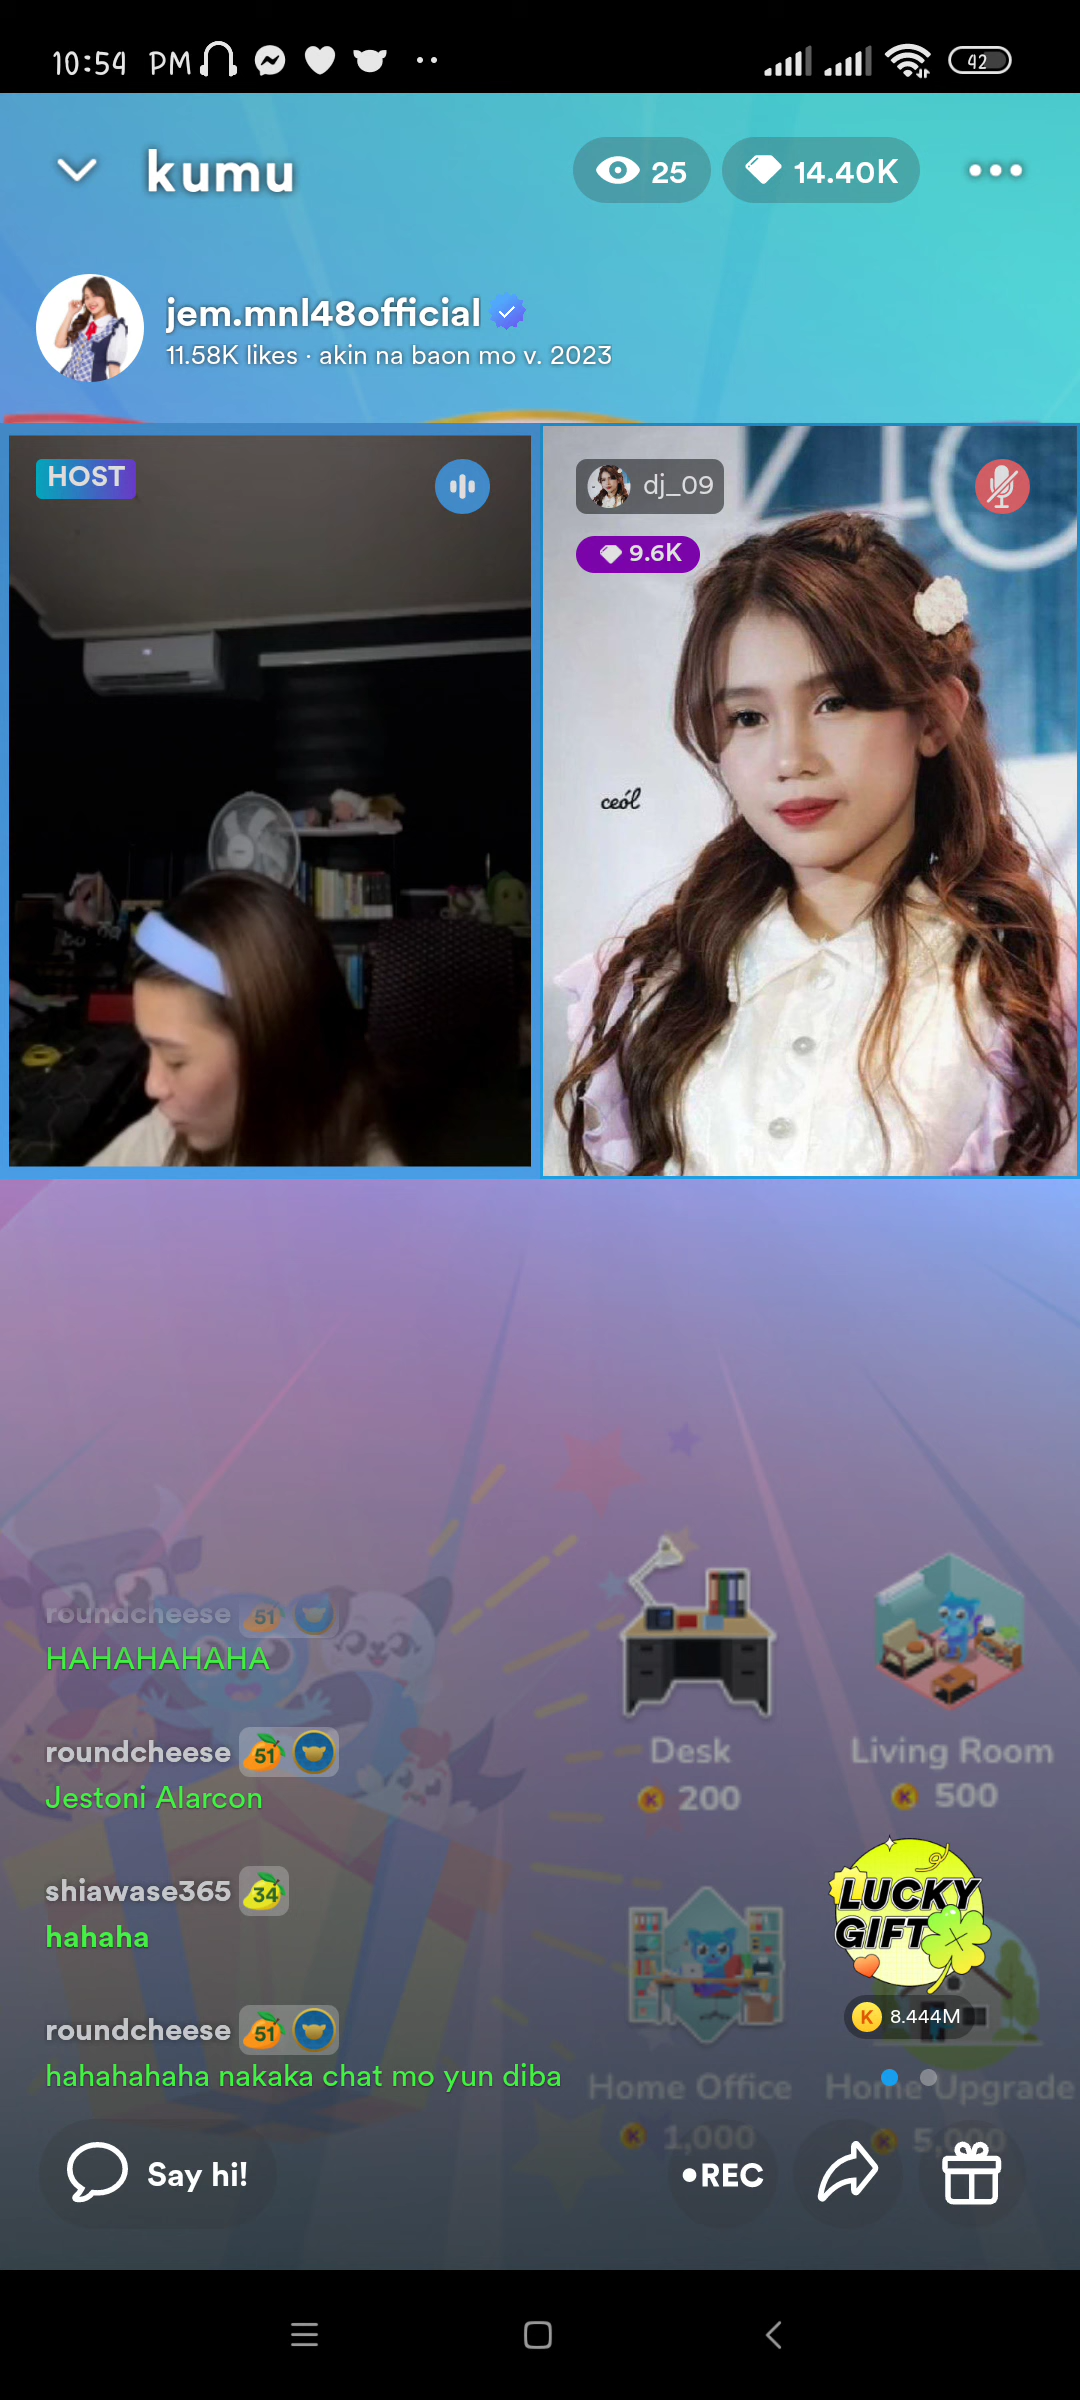 10:54 PM
42
kumu
25
14.40K
jem.mnl48official
11.58K likes · akin na baon mo v. 2023
HOST
dj_09
9.6K
ceól
roundcheese 51
HAHAHAHAHA
roundcheese 51
Jestoni Alarcon
shiawase365 34
hahaha
roundcheese 51
hahahahaha nakaka chat mo yun diba
Desk
200
Living Room
500
LUCKY
GIFT
K 8.444M
Home Office
1,000
Home Upgrade
5,000
Say hi!
•REC